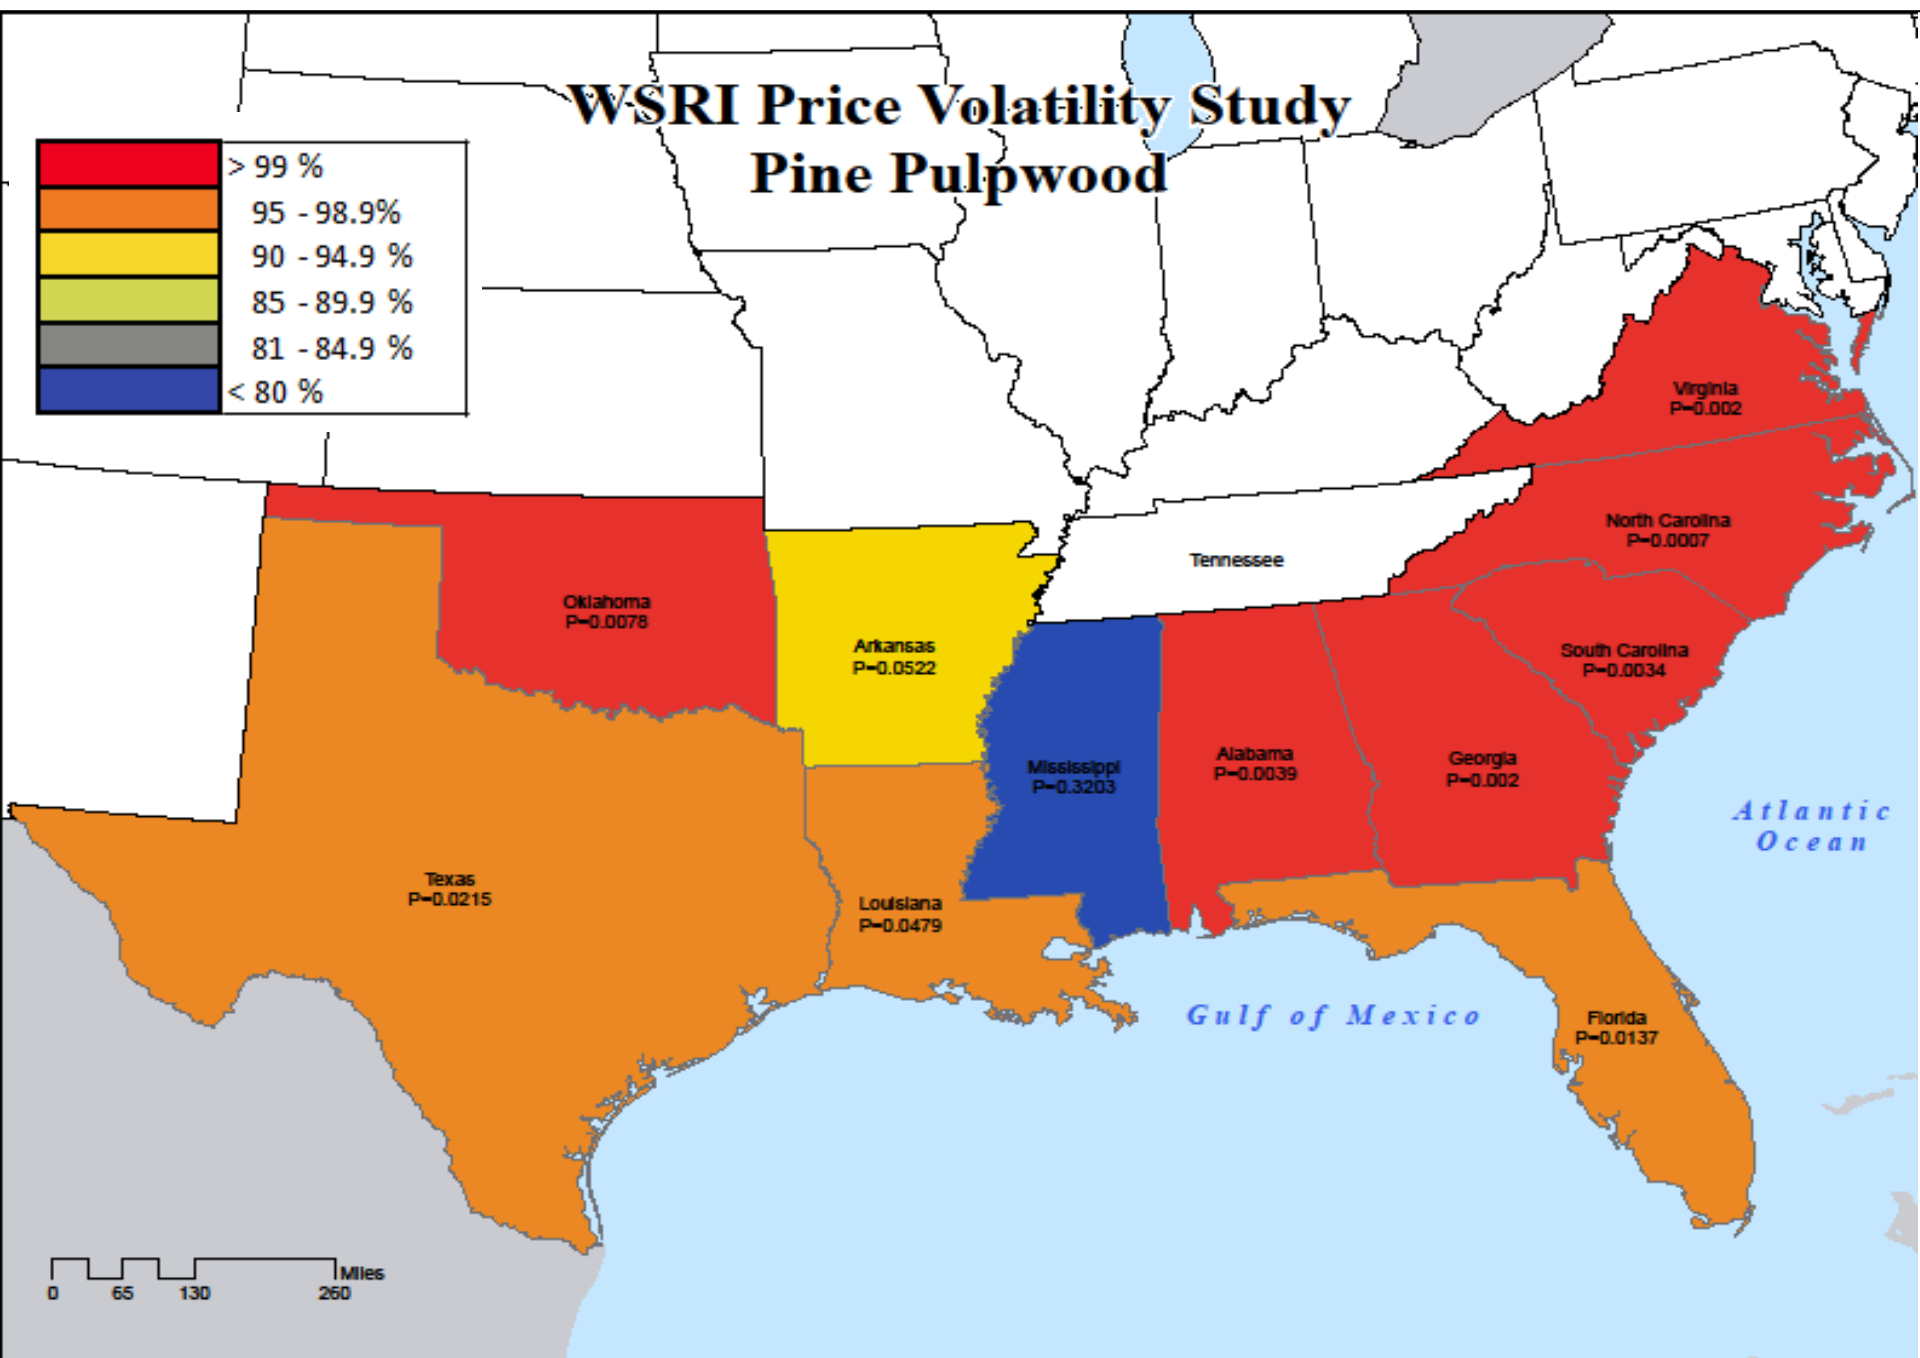 WSRI Price Volatility Study
Pine Pulpwood
> 99 %
95 - 98.9%
90 - 94.9 %
85 - 89.9 %
81 - 84.9 %
< 80 %
Virginia
P=0.002
North Carolina
P=0.0007
Tennessee
Oklahoma
P=0.0078
Arkansas
P=0.0522
South Carolina
P=0.0034
Mississippi
P=0.3203
Alabama
P=0.0039
Georgia
P=0.002
Atlantic
Ocean
Texas
P=0.0215
Louisiana
P=0.0479
Gulf of Mexico
Florida
P=0.0137
Miles
0 65 130 260